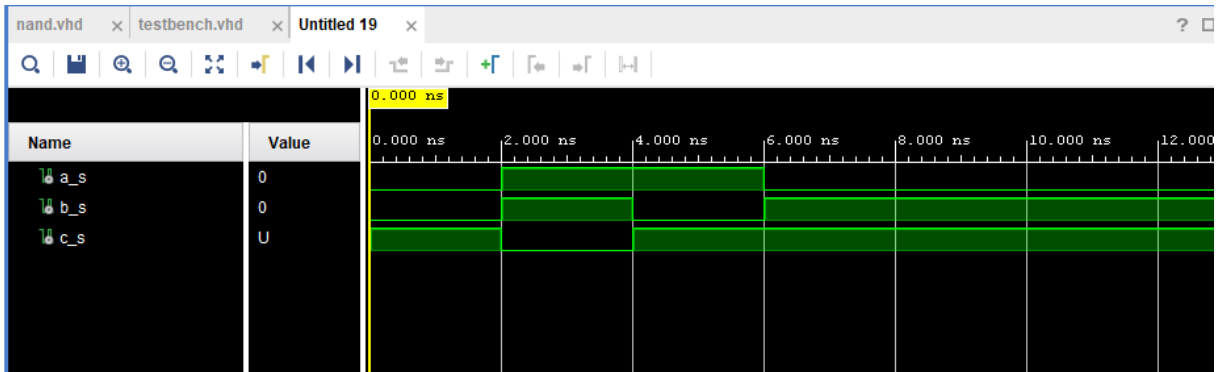 nand.vhd × testbench.vhd × Untitled 19 × ?
0.000 ns
Name Value 0.000 ns 2.000 ns 4.000 ns 6.000 ns 8.000 ns 10.000 ns 12.000
a_s 0
b_s 0
c_s U